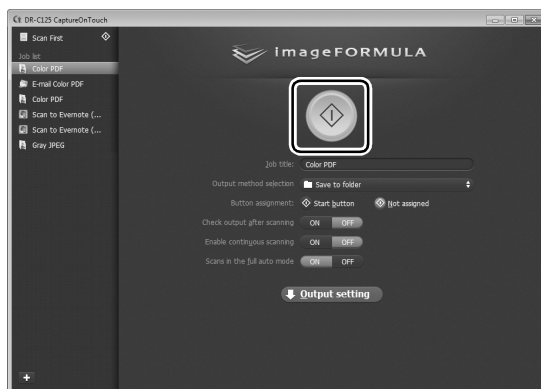 DR-C125 CaptureOnTouch
Scan First
Job list
Color PDF
E-mail Color PDF
Color PDF
Scan to Evernote (...
Scan to Evernote (...
Gray JPEG
imageFORMULA
Job title: Color PDF
Output method selection Save to folder
Button assignment: Start button Not assigned
Check output after scanning ON OFF
Enable continuous scanning ON OFF
Scans in the full auto mode ON OFF
Output setting